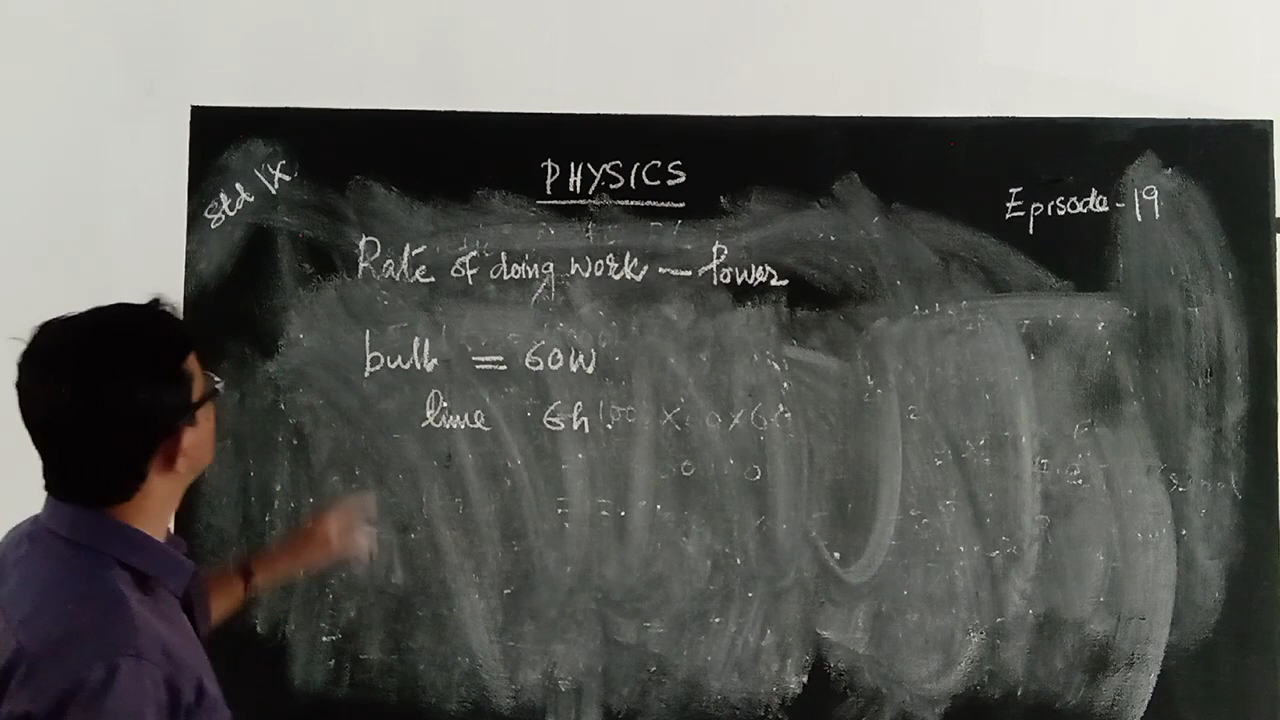 PHYSICS
Std IX
Episode-19
Rate of doing work — Power
bulb = 60W
time 6h